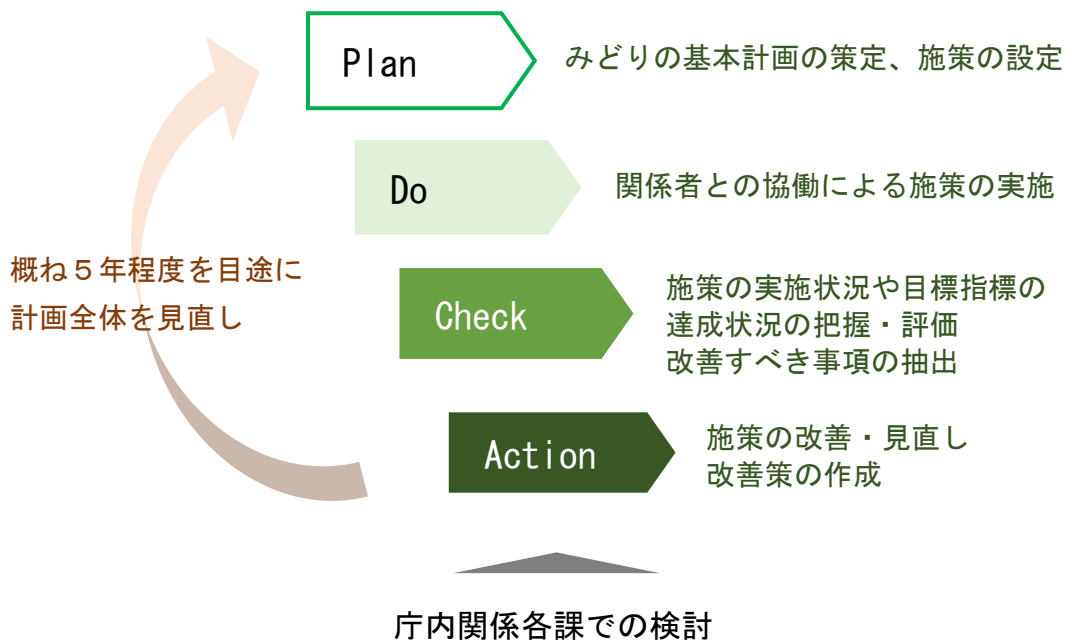 Plan
みどりの基本計画の策定、施策の設定
Do
関係者との協働による施策の実施
概ね５年程度を目途に
計画全体を見直し
Check
施策の実施状況や目標指標の
達成状況の把握・評価
改善すべき事項の抽出
Action
施策の改善・見直し
改善策の作成
庁内関係各課での検討